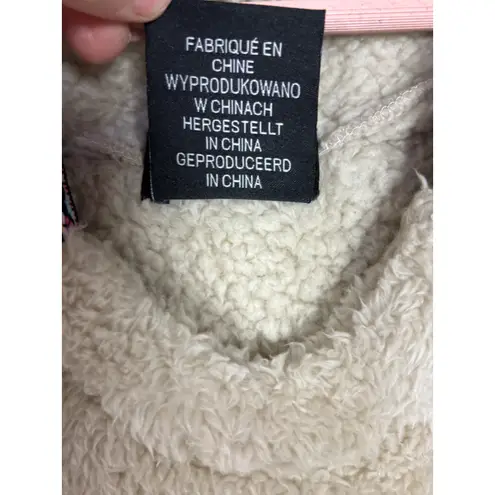 FABRIQUÉ EN
CHINE
WYPRODUKOWANO
W CHINACH
HERGESTELLT
IN CHINA
GEPRODUCEERD
IN CHINA